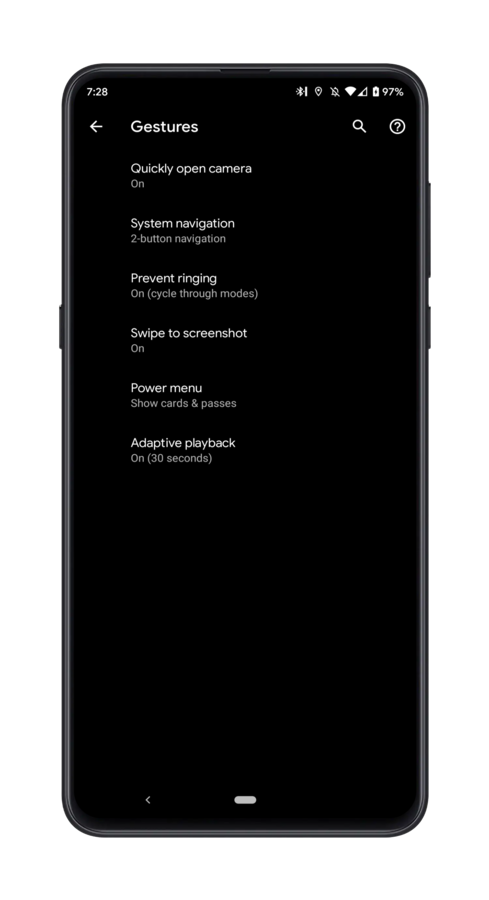 7:28
97%
Gestures
Quickly open camera
On
System navigation
2-button navigation
Prevent ringing
On (cycle through modes)
Swipe to screenshot
On
Power menu
Show cards & passes
Adaptive playback
On (30 seconds)